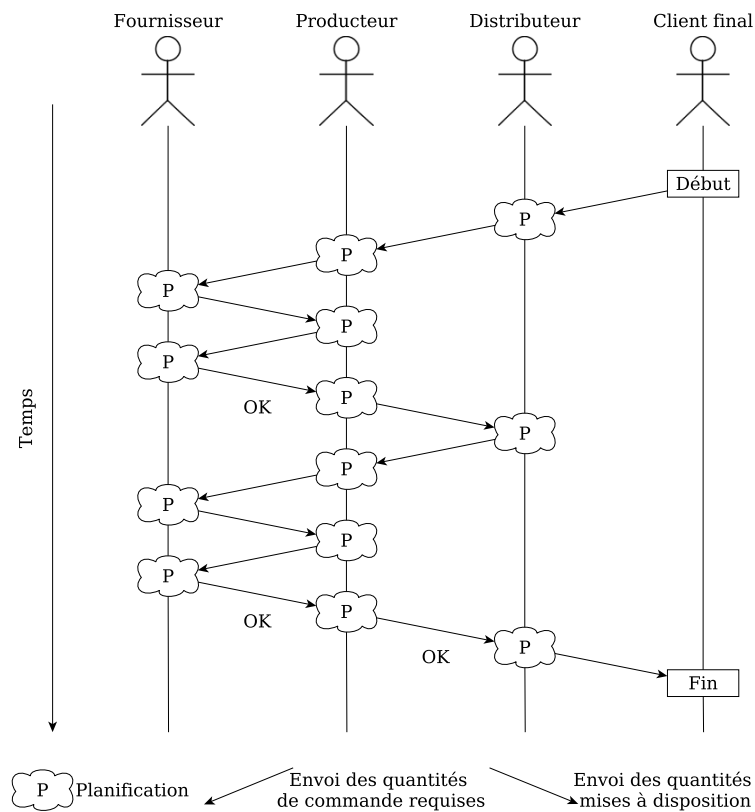 Fournisseur Producteur Distributeur Client final
Début
P
P
P
P
P
OK
P
P
Temps
P
P
P
P
OK
P
OK
P
Fin
P Planification
Envoi des quantités
de commande requises
Envoi des quantités
mises à disposition